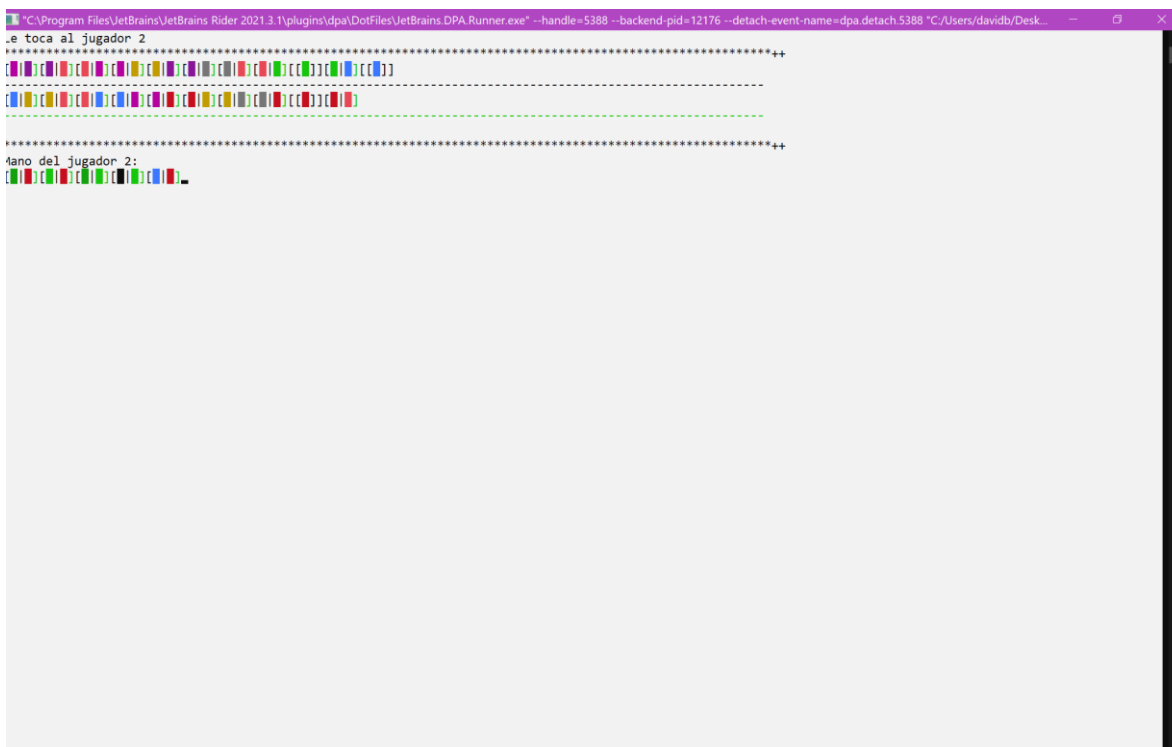 "C:\Program Files\JetBrains\JetBrains Rider 2021.3.1\plugins\dpa\DotFiles\JetBrains.DPA.Runner.exe" --handle=5388 --backend-pid=12176 --detach-event-name=dpa.detach.5388 "C:/Users/davidb/Desk...
Le toca al jugador 2
****************************************************************************************************++
[ | ][ | ][ | ][ | ][ | ][ | ][ | ][ | ][ | ][[ ]][ | ][[ ]]
---------------------------------------------------------------------------------------------------
[ | ][ | ][ | ][ | ][ | ][ | ][ | ][ | ][[ ]][ | ]
---------------------------------------------------------------------------------------------------
****************************************************************************************************++
Mano del jugador 2:
[ | ][ | ][ | ][ | ][ | ]